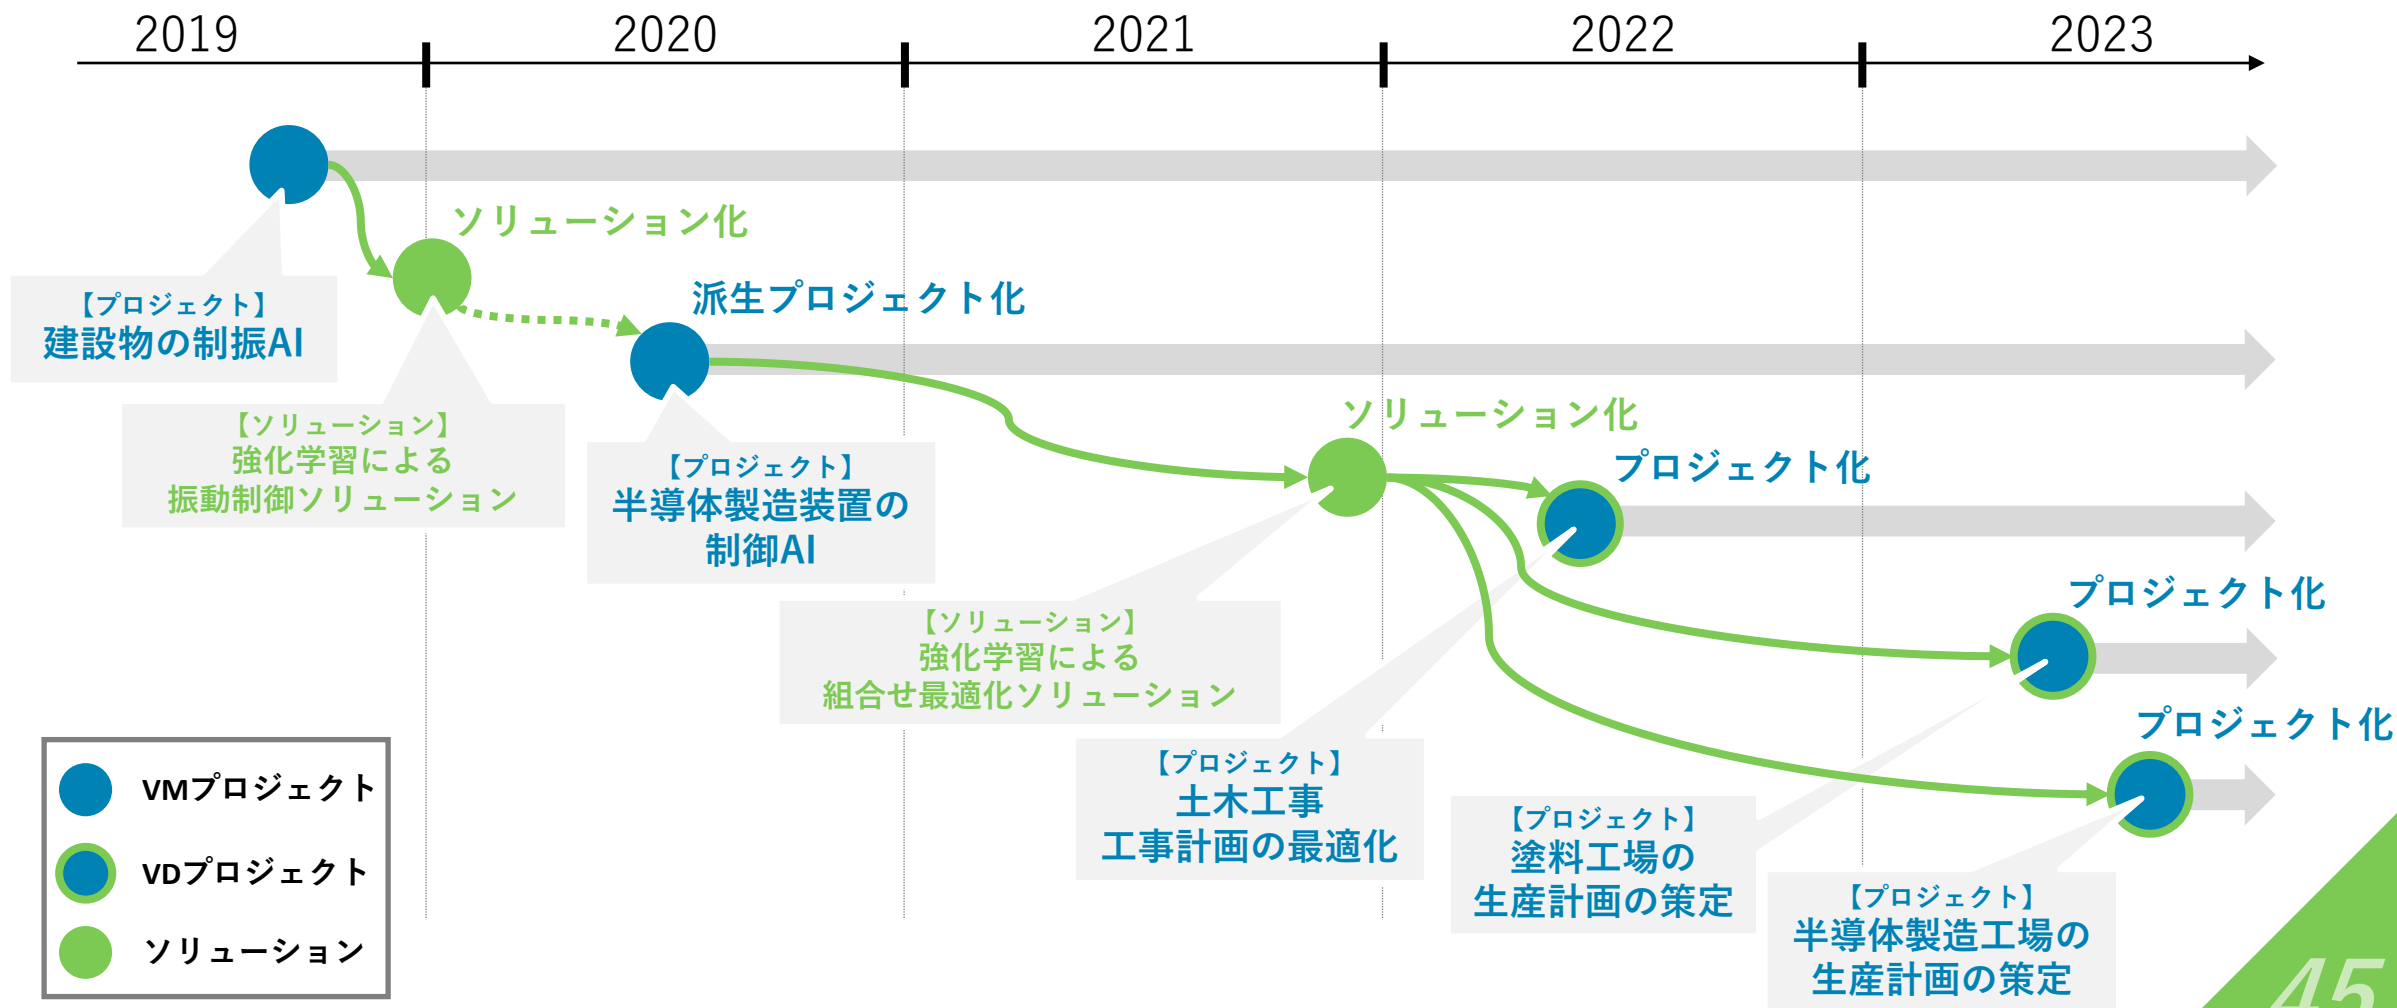 2019
2020
2021
2022
2023
ソリューション化
派生プロジェクト化
【プロジェクト】
建設物の制振AI
【ソリューション】
強化学習による
振動制御ソリューション
【プロジェクト】
半導体製造装置の
制御AI
ソリューション化
プロジェクト化
【ソリューション】
強化学習による
組合せ最適化ソリューション
プロジェクト化
プロジェクト化
【プロジェクト】
土木工事
工事計画の最適化
【プロジェクト】
塗料工場の
生産計画の策定
【プロジェクト】
半導体製造工場の
生産計画の策定
VMプロジェクト
VDプロジェクト
ソリューション
45